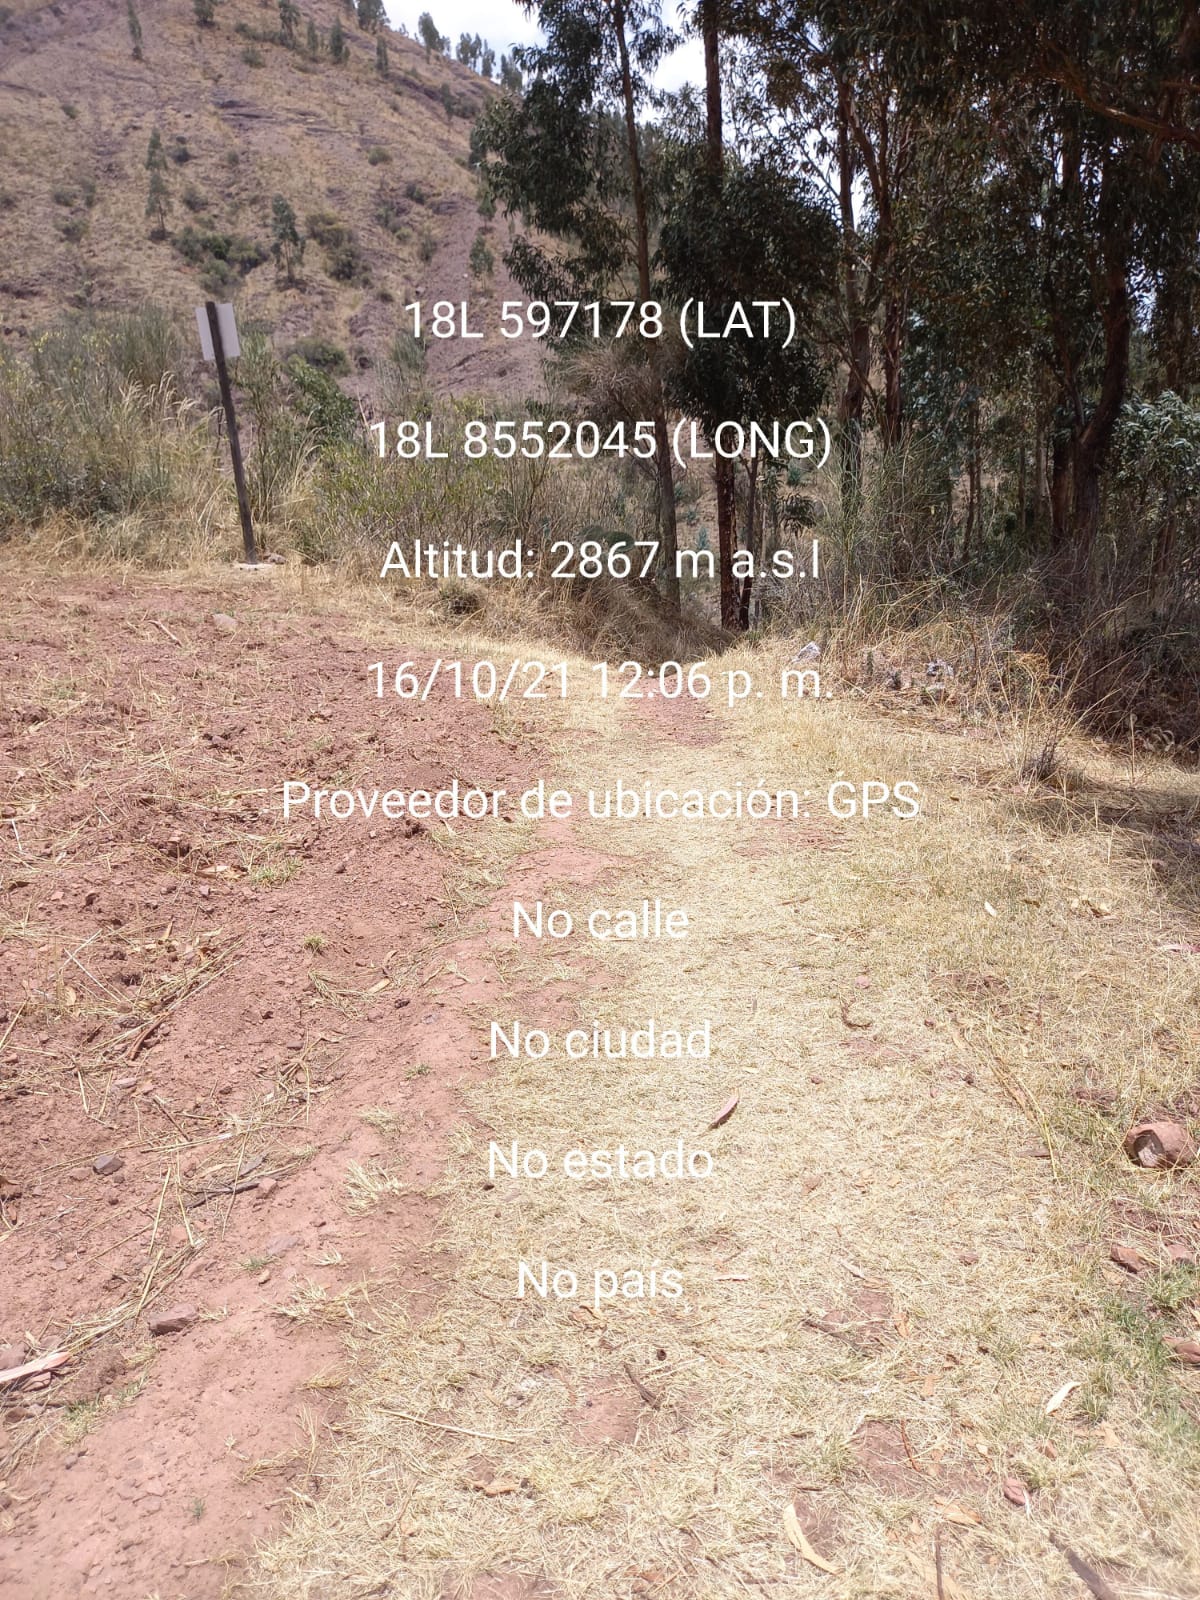 18L 597178 (LAT)
18L 8552045 (LONG)
Altitud: 2867 m a.s.l
16/10/21 12:06 p. m.
Proveedor de ubicación: GPS
No calle
No ciudad
No estado
No país